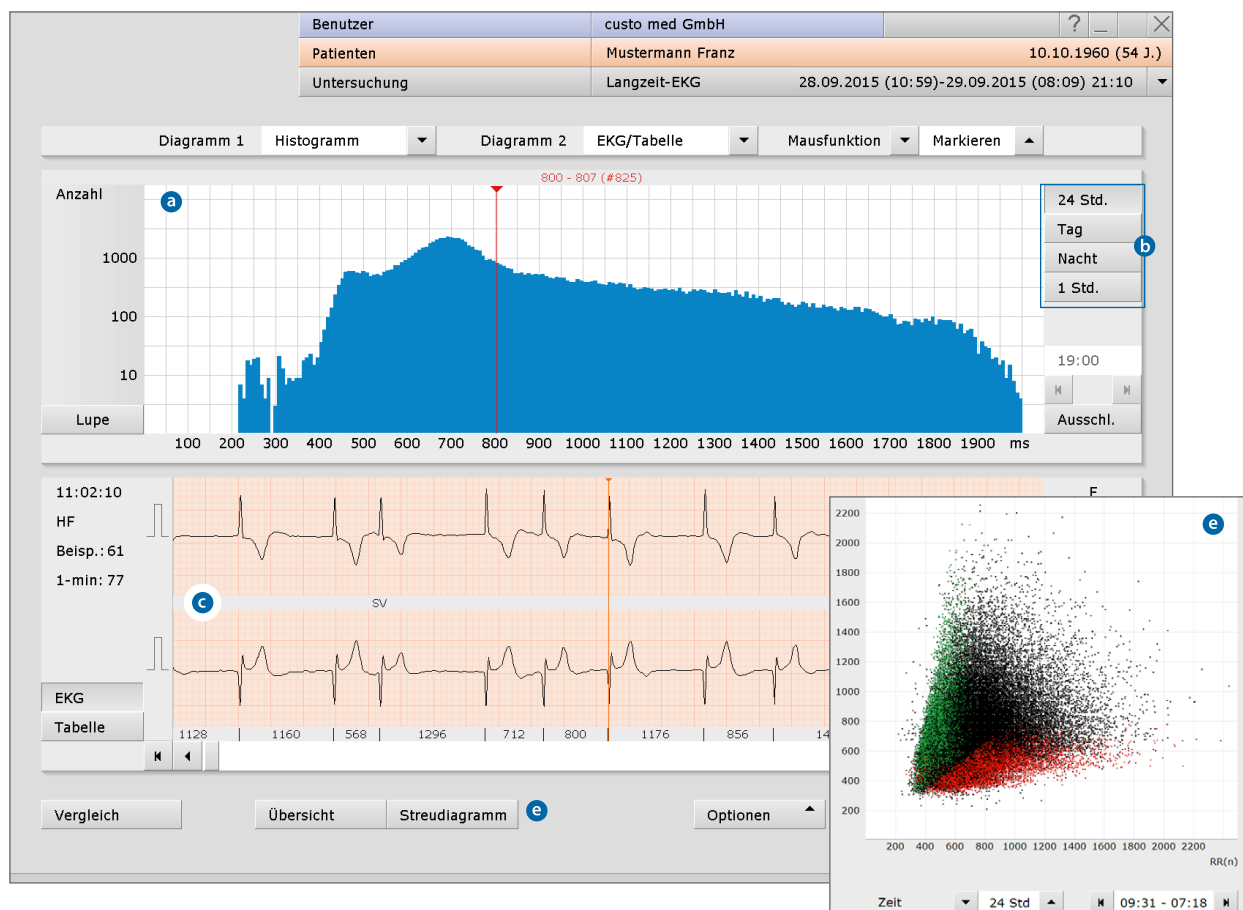 Benutzer custo med GmbH ? _
Patienten Mustermann Franz 10.10.1960 (54 J.)
Untersuchung Langzeit-EKG 28.09.2015 (10:59)-29.09.2015 (08:09) 21:10
Diagramm 1 Histogramm Diagramm 2 EKG/Tabelle Mausfunktion Markieren
800 - 807 (#825)
Anzahl a 24 Std.
Tag
b
1000 Nacht
1 Std.
100
19:00
10
Lupe Ausschl.
100 200 300 400 500 600 700 800 900 1000 1100 1200 1300 1400 1500 1600 1700 1800 1900 ms
11:02:10
HF
Beisp.: 61
1-min: 77
c SV
EKG
Tabelle
1128 1160 568 1296 712 800 1176 856 14
Vergleich Übersicht Streudiagramm e Optionen
e
2200
2000
1800
1600
1400
1200
1000
800
600
400
200
200 400 600 800 1000 1200 1400 1600 1800 2000 2200
RR(n)
Zeit 24 Std 09:31 - 07:18